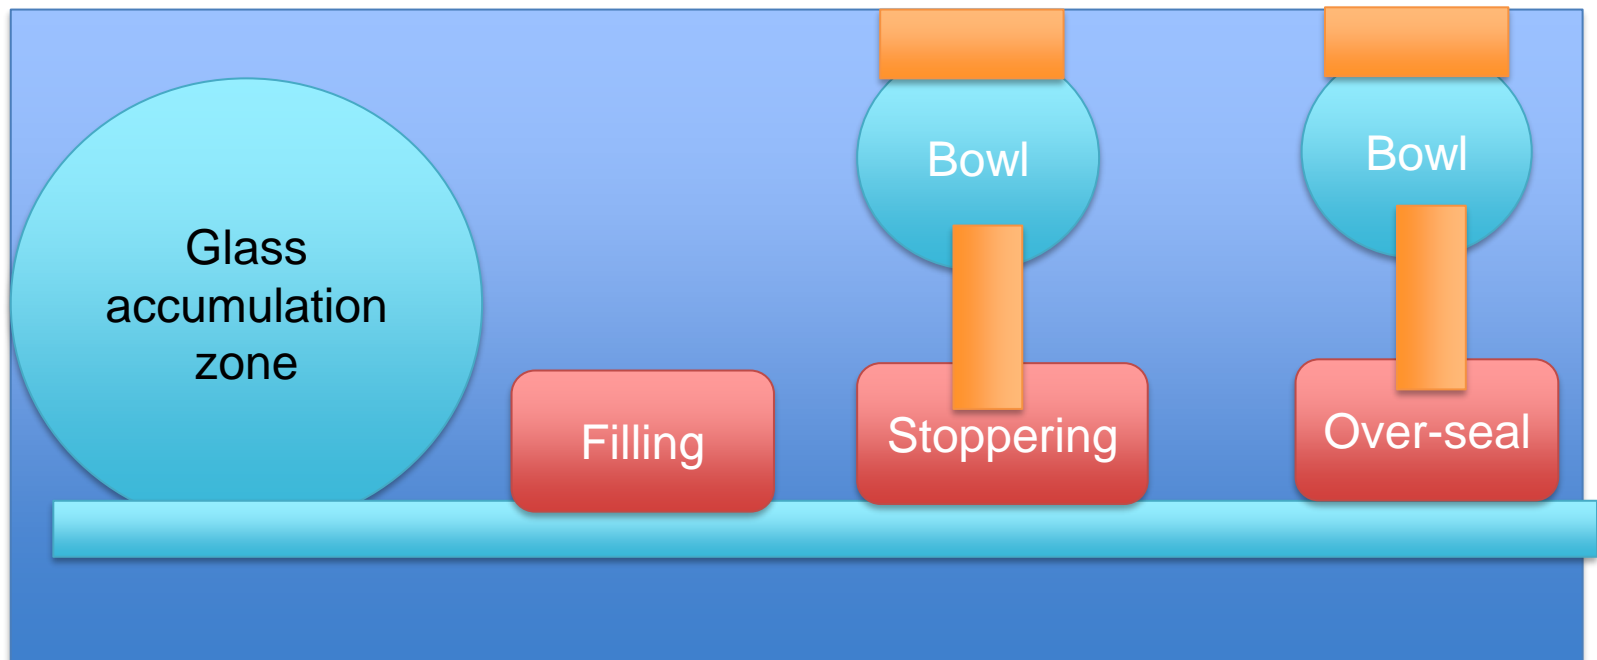 Glass
accumulation
zone
Filling
Bowl
Stoppering
Bowl
Over-seal